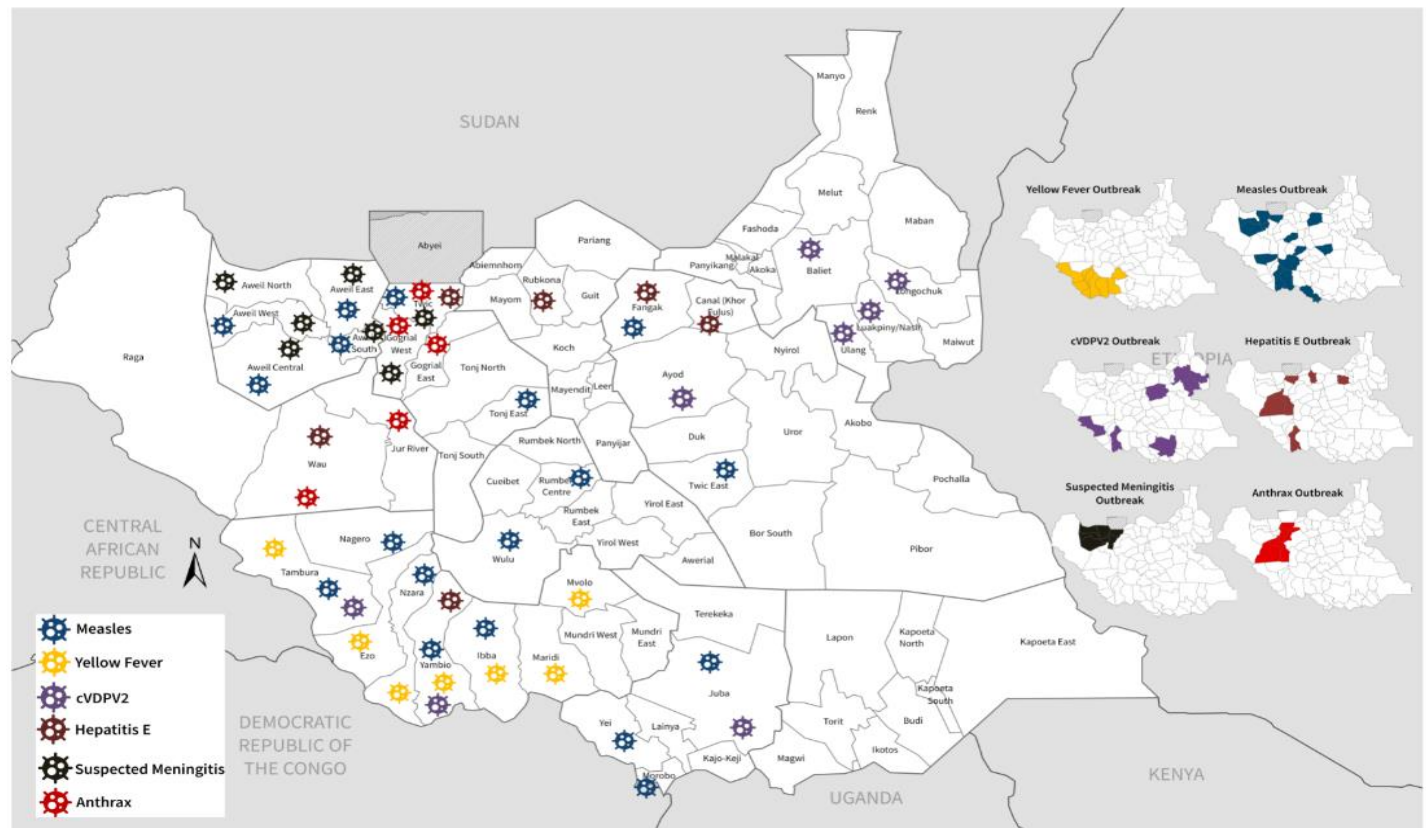 Manyo
Renk
SUDAN
Melut
Yellow Fever Outbreak
Measles Outbreak
Maban
Fashoda
Abyei
Pariang
Malakal
Panyikang
Akoka
Baliet
Abiemnhom
Rubkona
Aweil North
Aweil East
Twic
Mayom
Guit
Fangak
Canal (Khor
Fulus)
Longochuk
Aweil West
Luakpiny/Nasir
Ulang
Maiwut
South
Gogrial
West
Raga
Koch
Nyirol
cVDPV2 Outbreak
ETHIOPIA
Hepatitis E Outbreak
Aweil Central
Gogrial
East
Tonj North
Ayod
Mayendit
Leer
Tonj East
Akobo
Duk
Uror
Rumbek North
Panyijar
Jur River
Tonj South
Wau
Cueibet
Rumbek
Centre
Twic East
Pochalla
Suspected Meningitis
Outbreak
Anthrax Outbreak
Yirol East
Rumbek
East
CENTRAL
AFRICAN
REPUBLIC
N
Nagero
Yirol West
Bor South
Pibor
Wulu
Awerial
Tambura
Nzara
Mvolo
Terekeka
Measles
Mundri West
Mundri
East
Lapon
Kapoeta
North
Kapoeta East
Yellow Fever
Ezo
Yambio
Ibba
Maridi
cVDPV2
Juba
Kapoeta
South
Hepatitis E
DEMOCRATIC
REPUBLIC OF
THE CONGO
Yei
Lainya
Torit
Budi
Ikotos
Suspected Meningitis
Kajo-Keji
Magwi
Morobo
KENYA
Anthrax
UGANDA